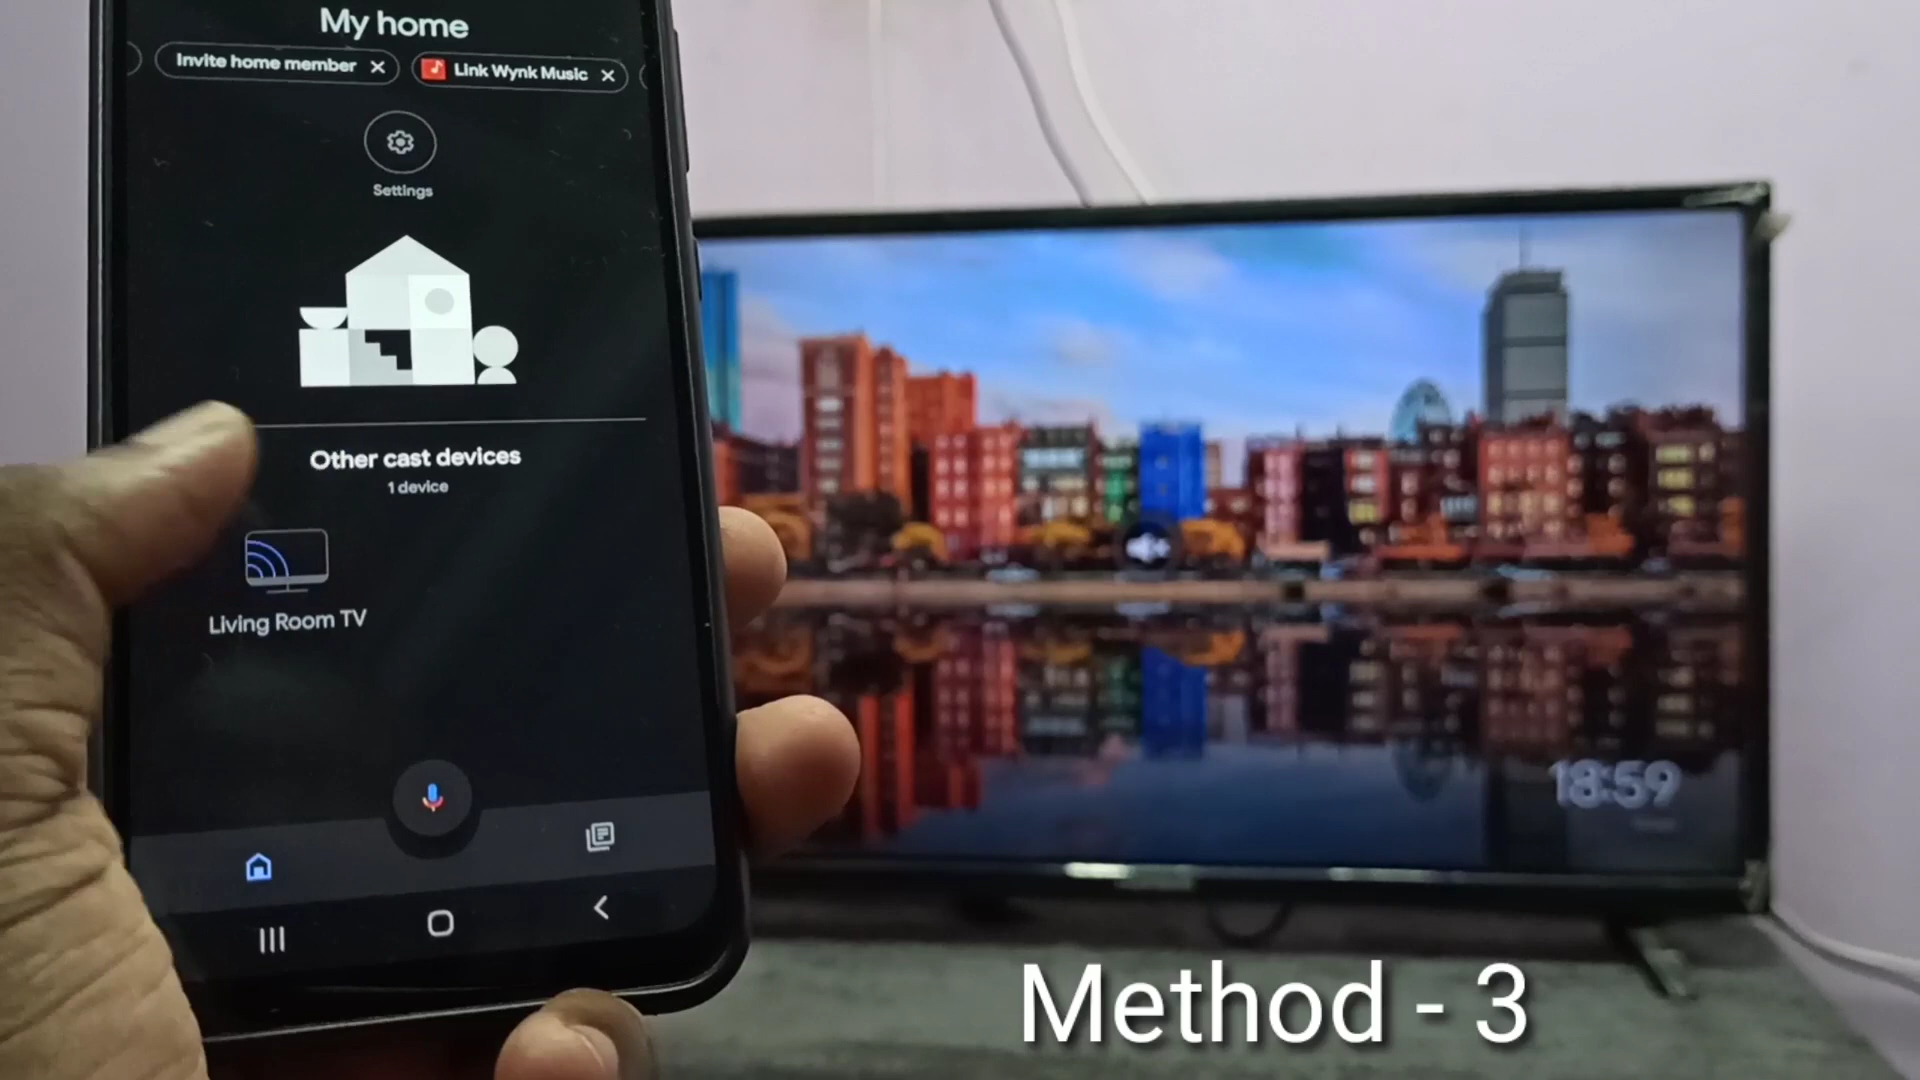 My home
Invite home member
Link Wynk Music
Settings
Other cast devices
1 device
Living Room TV
18:59
Method - 3